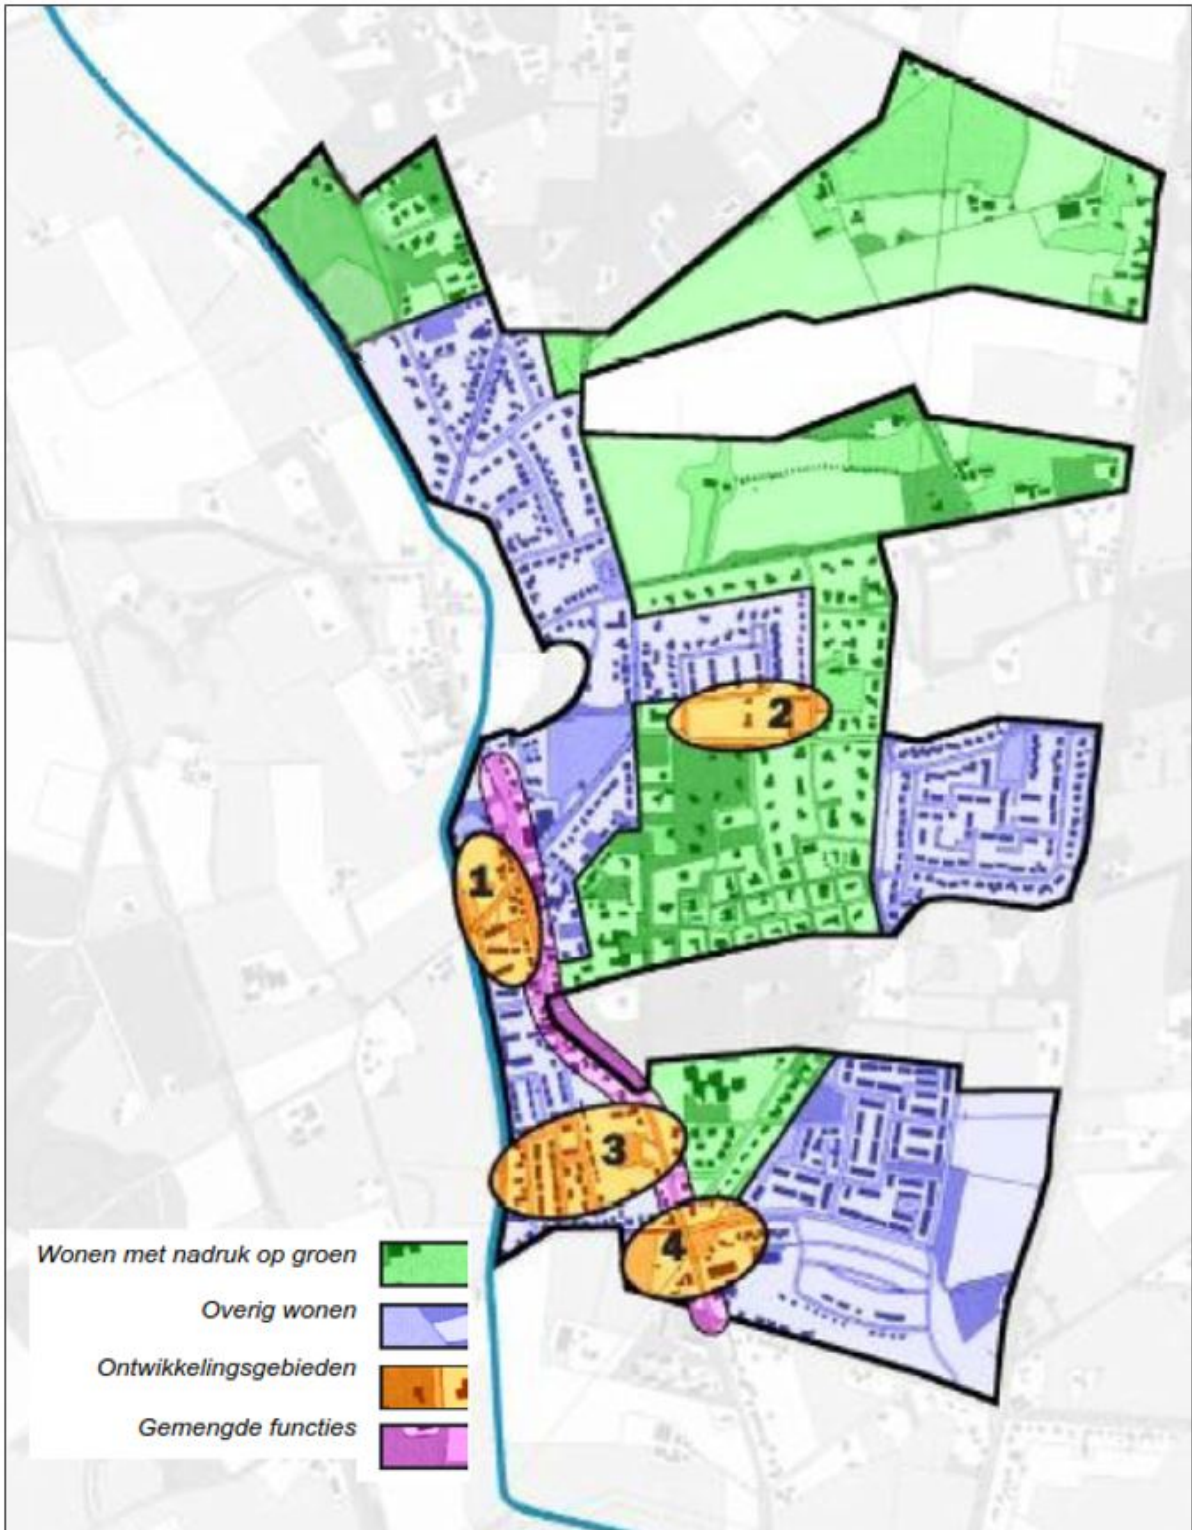 2
1
3
4
Wonen met nadruk op groen
Overig wonen
Ontwikkelingsgebieden
Gemengde functies